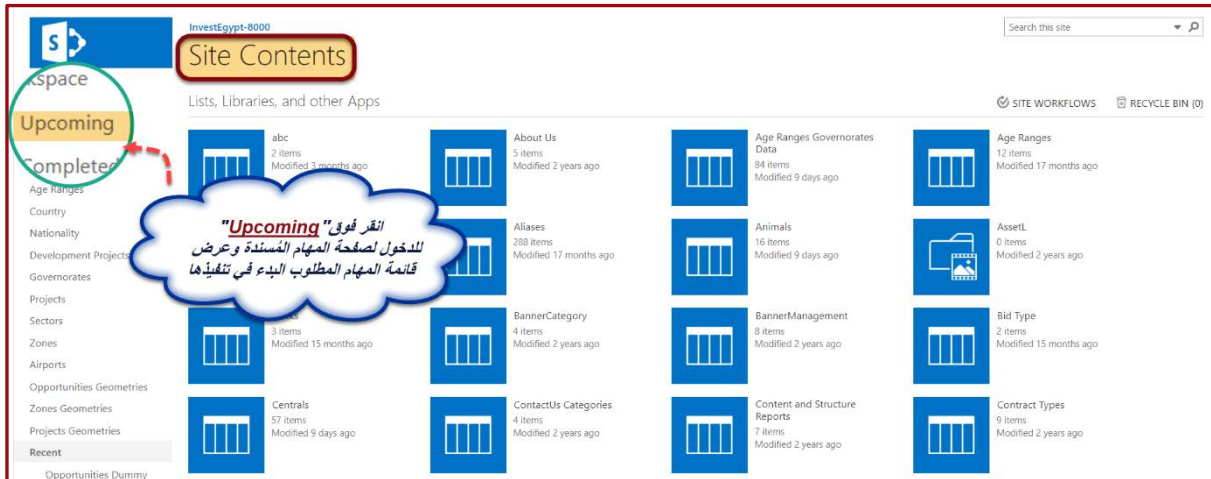 InvestEgypt-8000
Search this site
Site Contents
Upcoming
Completed
Age Ranges
Country
Nationality
Development Projects
Governorates
Projects
Sectors
Zones
Airports
Opportunities Geometries
Zones Geometries
Projects Geometries
Recent
Opportunities Dummy
Lists, Libraries, and other Apps
SITE WORKFLOWS
RECYCLE BIN (0)
abc
2 items
Modified 3 months ago
About Us
5 items
Modified 2 years ago
Age Ranges Governorates
Data
84 items
Modified 9 days ago
Age Ranges
12 items
Modified 17 months ago
انقر فوق "Upcoming"
للدخول لصفحة المهام المُسندة وعرض
قائمة المهام المطلوب البدء في تنفيذها
Aliases
288 items
Modified 17 months ago
Animals
16 items
Modified 9 days ago
AssetL
0 items
Modified 2 years ago
3 items
Modified 15 months ago
BannerCategory
4 items
Modified 2 years ago
BannerManagement
8 items
Modified 2 years ago
Bid Type
2 items
Modified 15 months ago
Centrals
57 items
Modified 9 days ago
ContactUs Categories
4 items
Modified 2 years ago
Content and Structure
Reports
7 items
Modified 2 years ago
Contract Types
9 items
Modified 2 years ago